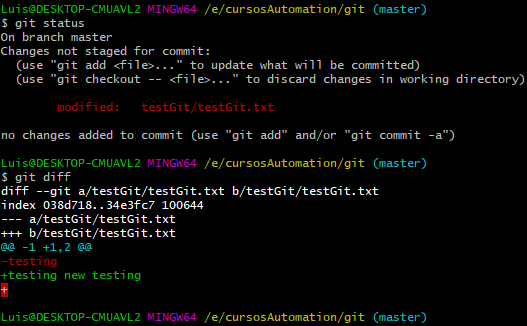 Luis@DESKTOP-CMUAVL2 MINGW64 /e/cursosAutomation/git (master)
$ git status
On branch master
Changes not staged for commit:
  (use "git add <file>..." to update what will be committed)
  (use "git checkout -- <file>..." to discard changes in working directory)

        modified:   testGit/testGit.txt

no changes added to commit (use "git add" and/or "git commit -a")

Luis@DESKTOP-CMUAVL2 MINGW64 /e/cursosAutomation/git (master)
$ git diff
diff --git a/testGit/testGit.txt b/testGit/testGit.txt
index 038d718..34e3fc7 100644
--- a/testGit/testGit.txt
+++ b/testGit/testGit.txt
@@ -1 +1,2 @@
-testing
+testing new testing
+

Luis@DESKTOP-CMUAVL2 MINGW64 /e/cursosAutomation/git (master)